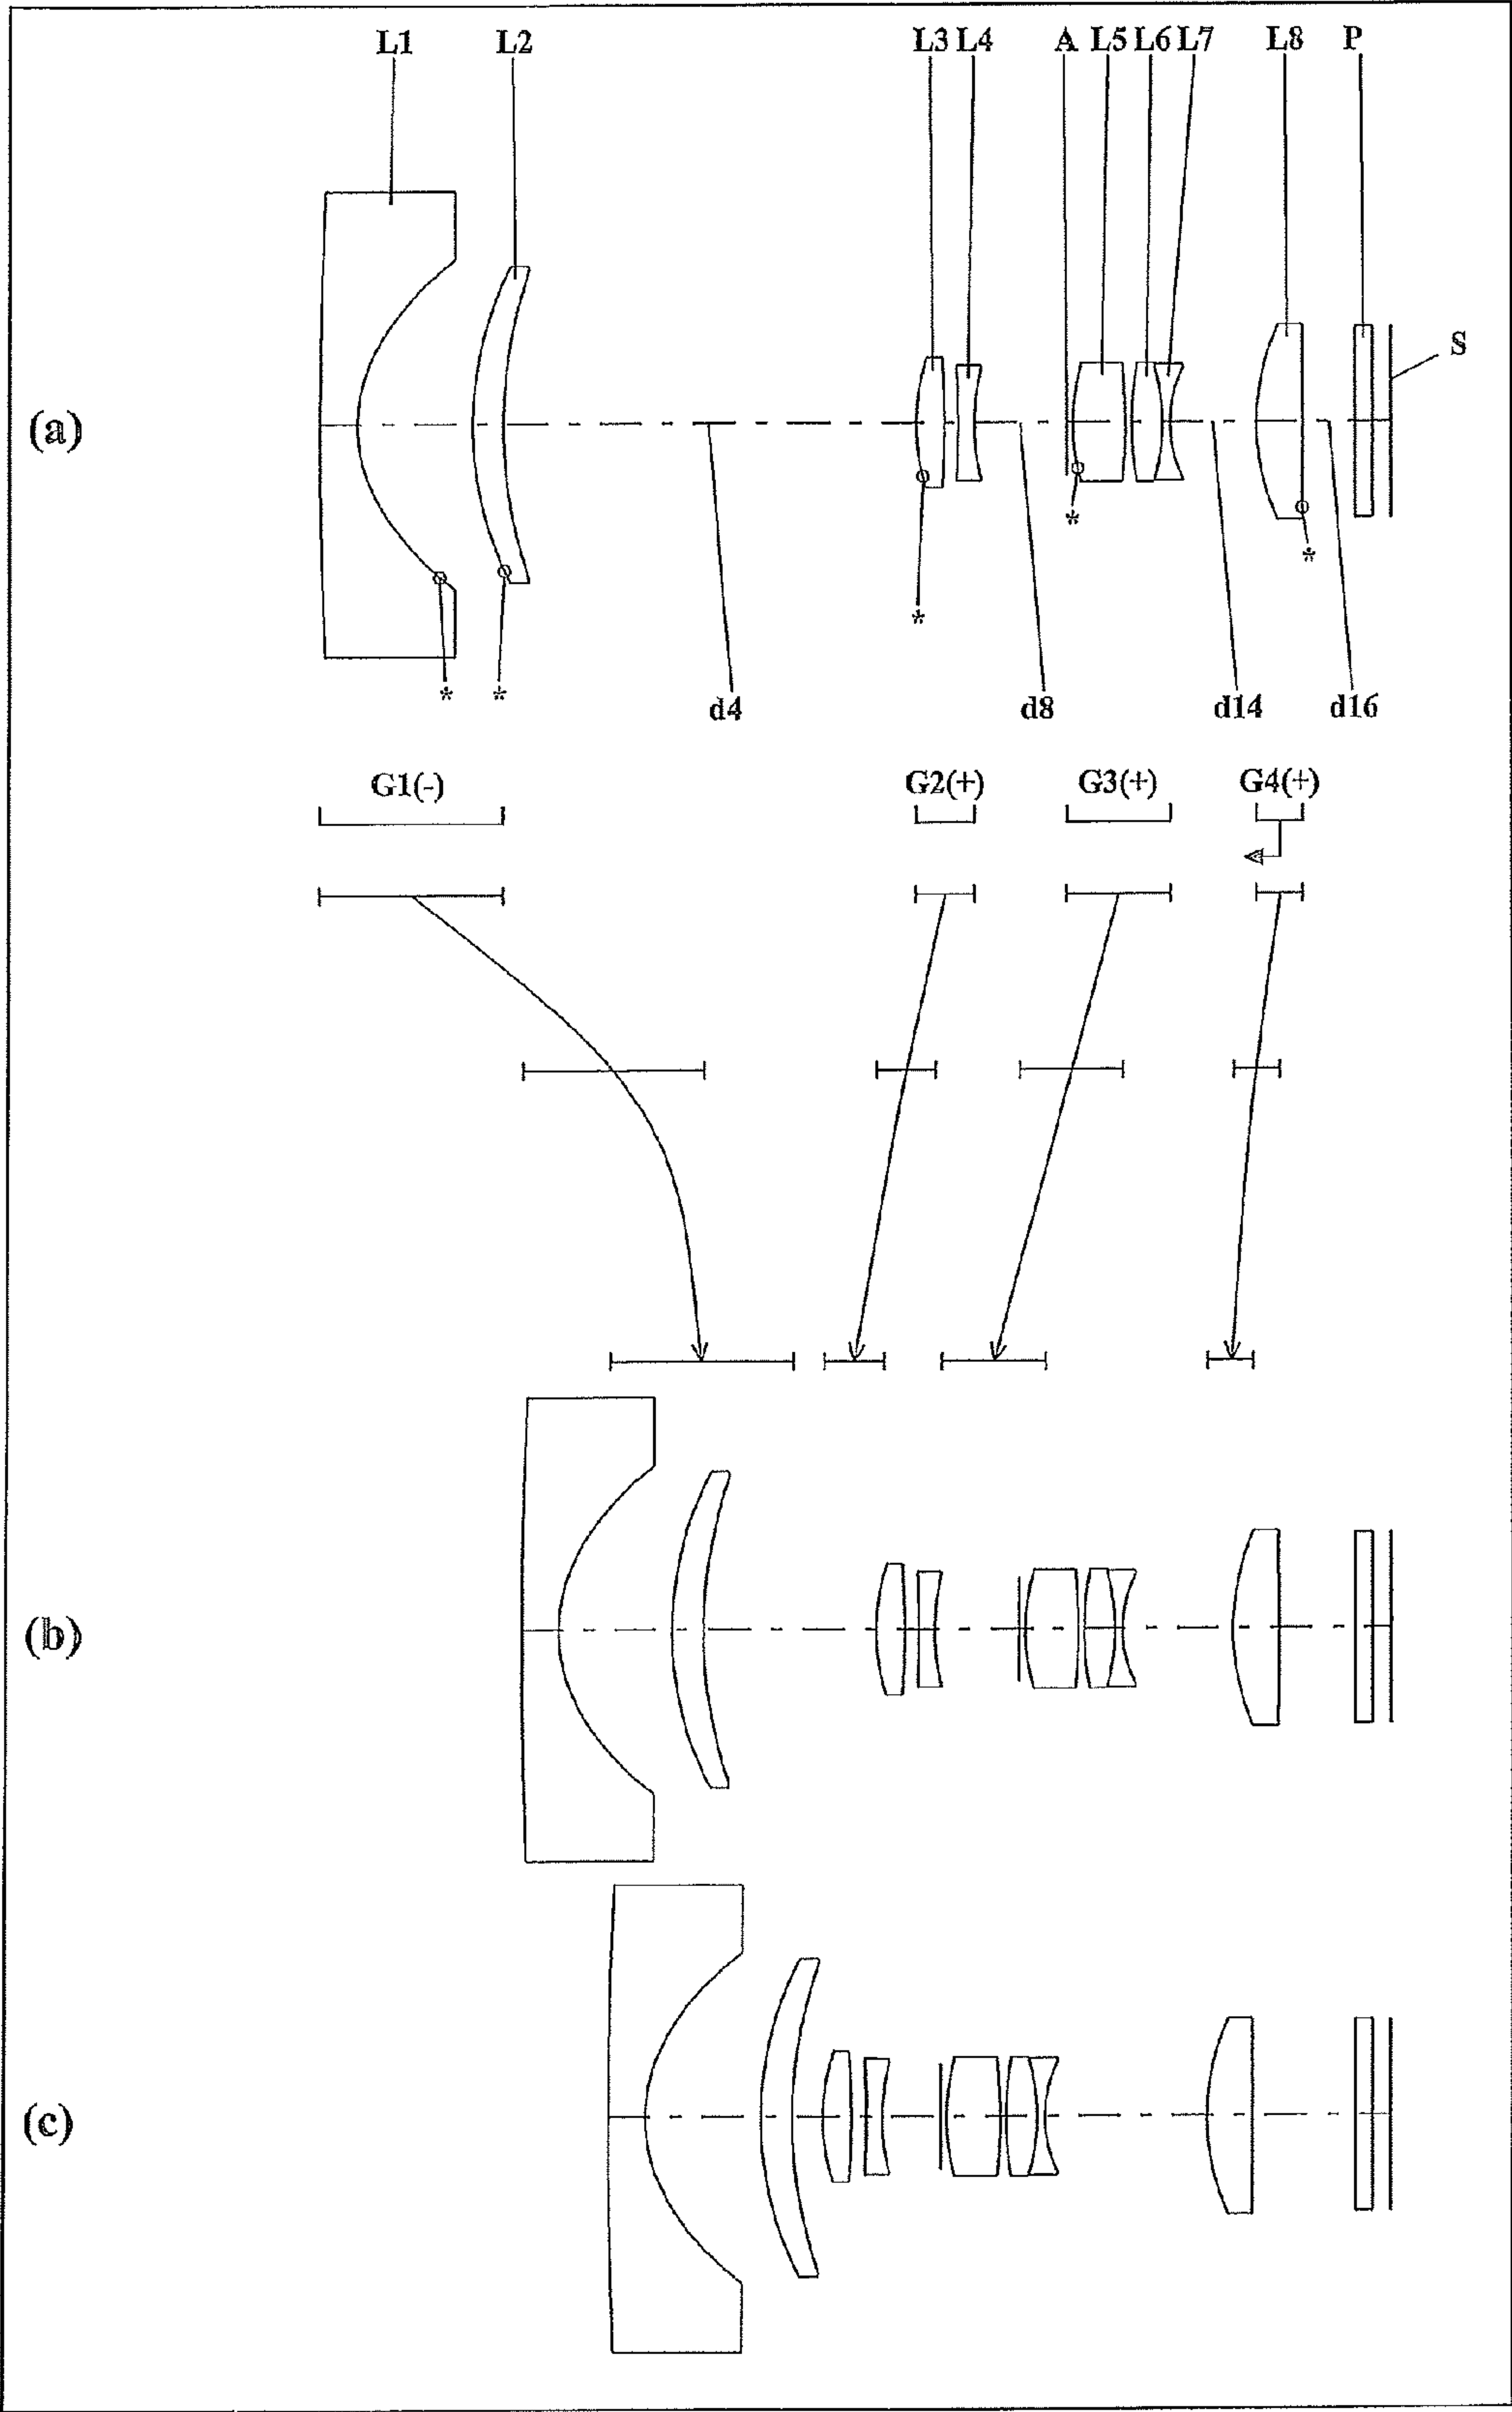 L1 L2 L3 L4 A L5 L6 L7 L8 P
S
(a)
*
*
*
*
*
d4 d8 d14 d16
G1(-) G2(+) G3(+) G4(+)
(b)
(c)